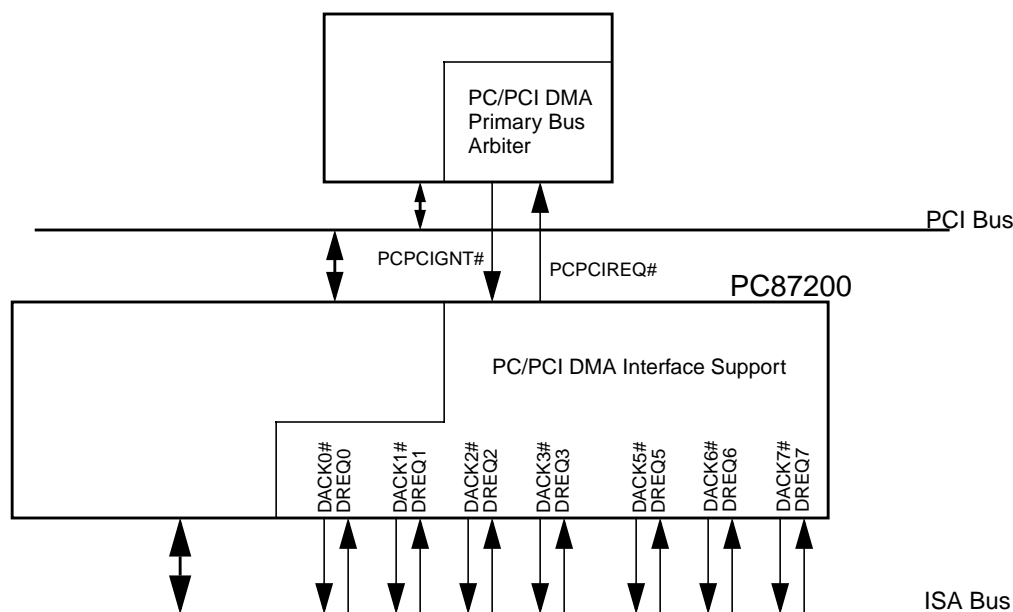 PC/PCI DMA
Primary Bus
Arbiter
PCI Bus
PCPCIGNT#
PCPCIREQ#
PC87200
PC/PCI DMA Interface Support
DACK0#
DREQ0
DACK1#
DREQ1
DACK2#
DREQ2
DACK3#
DREQ3
DACK5#
DREQ5
DACK6#
DREQ6
DACK7#
DREQ7
ISA Bus